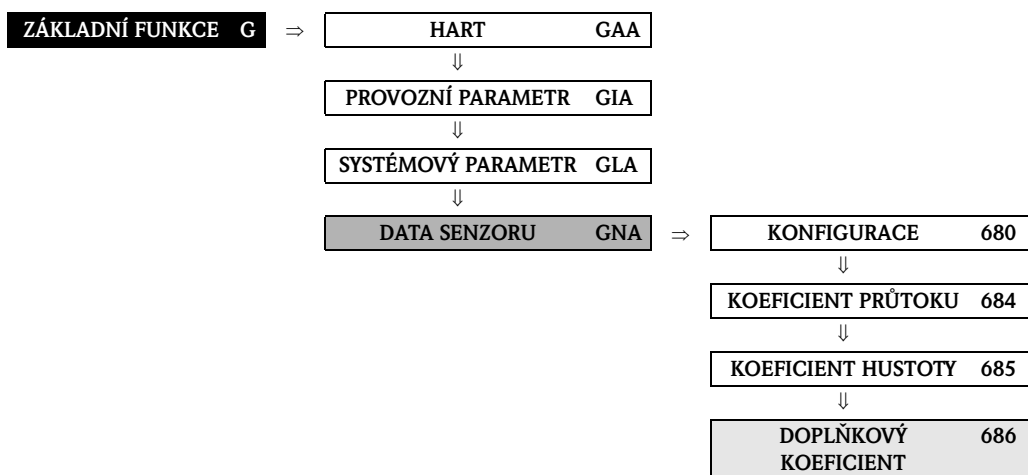 ZÁKLADNÍ FUNKCE G ⇒ HART GAA
⇓
PROVOZNÍ PARAMETR GIA
⇓
SYSTÉMOVÝ PARAMETR GLA
⇓
DATA SENZORU GNA ⇒ KONFIGURACE 680
⇓
KOEFICIENT PRŮTOKU 684
⇓
KOEFICIENT HUSTOTY 685
⇓
DOPLŇKOVÝ 686
KOEFICIENT